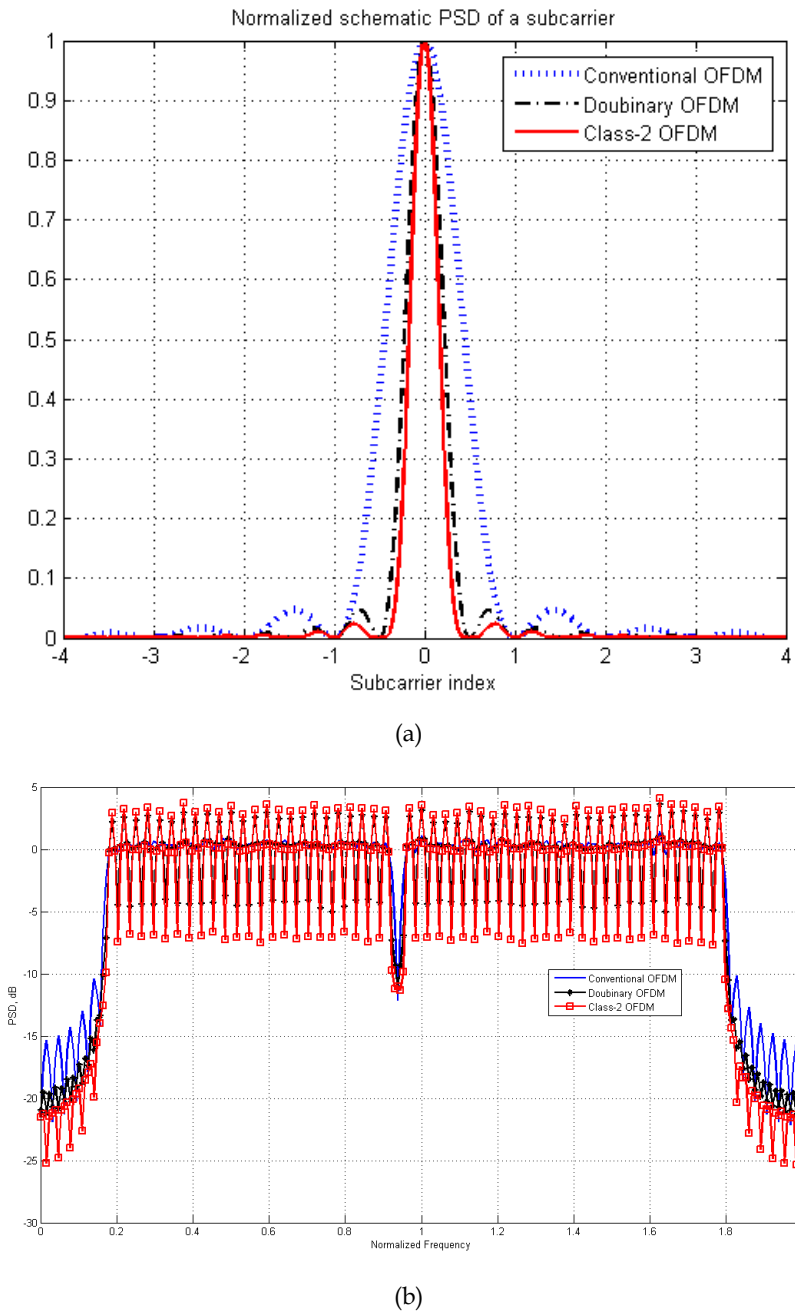 Normalized schematic PSD of a subcarrier
1
0.9
0.8
0.7
0.6
0.5
0.4
0.3
0.2
0.1
0
Conventional OFDM
Doubinary OFDM
Class-2 OFDM
-4 -3 -2 -1 0 1 2 3 4
Subcarrier index
(a)
5
0
-5
-10
-15
-20
-25
-30
PSD, dB
Conventional OFDM
Doubinary OFDM
Class-2 OFDM
0 0.2 0.4 0.6 0.8 1 1.2 1.4 1.6 1.8
Normalized Frequency
(b)